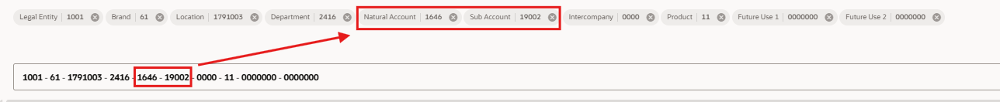 Legal Entity | 1001 Brand | 61 Location | 1791003 Department | 2416 Natural Account | 1646 Sub Account | 19002 Intercompany | 0000 Product | 11 Future Use 1 | 0000000 Future Use 2 | 0000000
1001 - 61 - 1791003 - 2416 - 1646 - 19002 - 0000 - 11 - 0000000 - 0000000